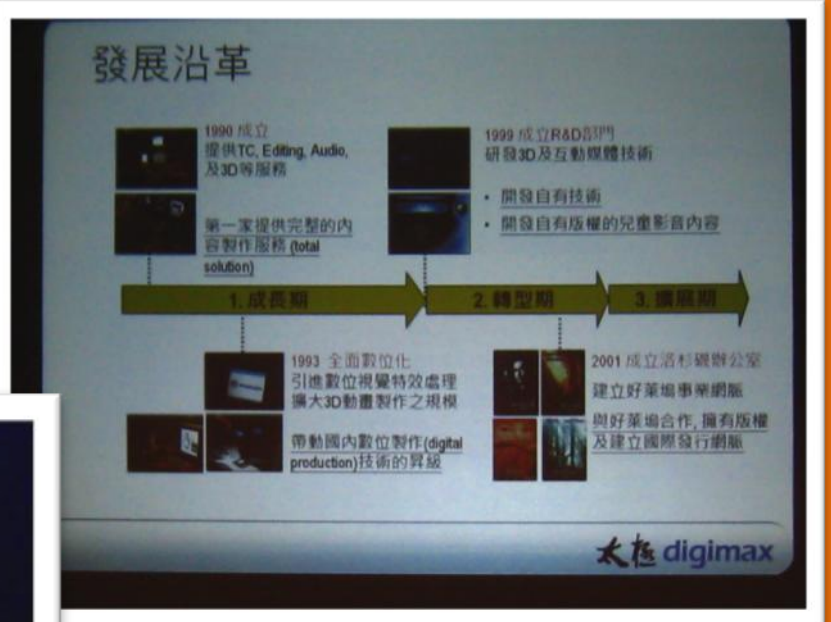 發展沿革
1990 成立
提供TC, Editing, Audio,
及3D等服務
第一家提供完整的內
容製作服務 (total
solution)
1999 成立R&D部門
研發3D及互動媒體技術
• 開發自有技術
• 開發自有版權的兒童影音內容
1. 成長期
2. 轉型期
3. 擴展期
1993 全面數位化
引進數位視覺特效處理
擴大3D動畫製作之規模
帶動國內數位製作(digital
production)技術的昇級
2001 成立洛杉磯辦公室
建立好萊塢事業網脈
與好萊塢合作, 擁有版權
及建立國際發行網脈
太極 digimax